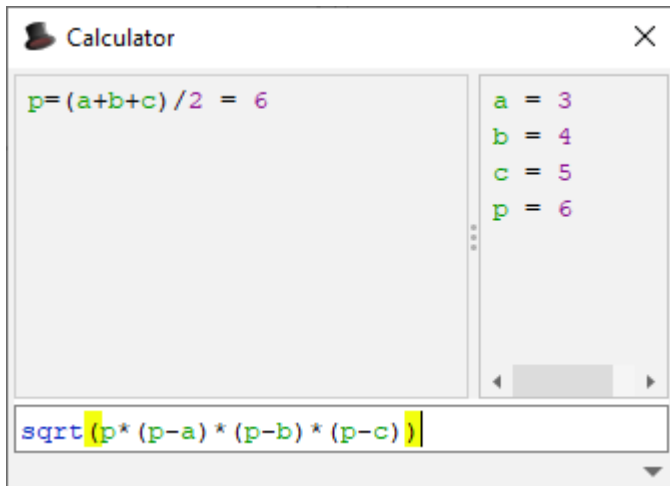 Calculator
p=(a+b+c)/2 = 6
a = 3
b = 4
c = 5
p = 6
sqrt(p*(p-a)*(p-b)*(p-c))